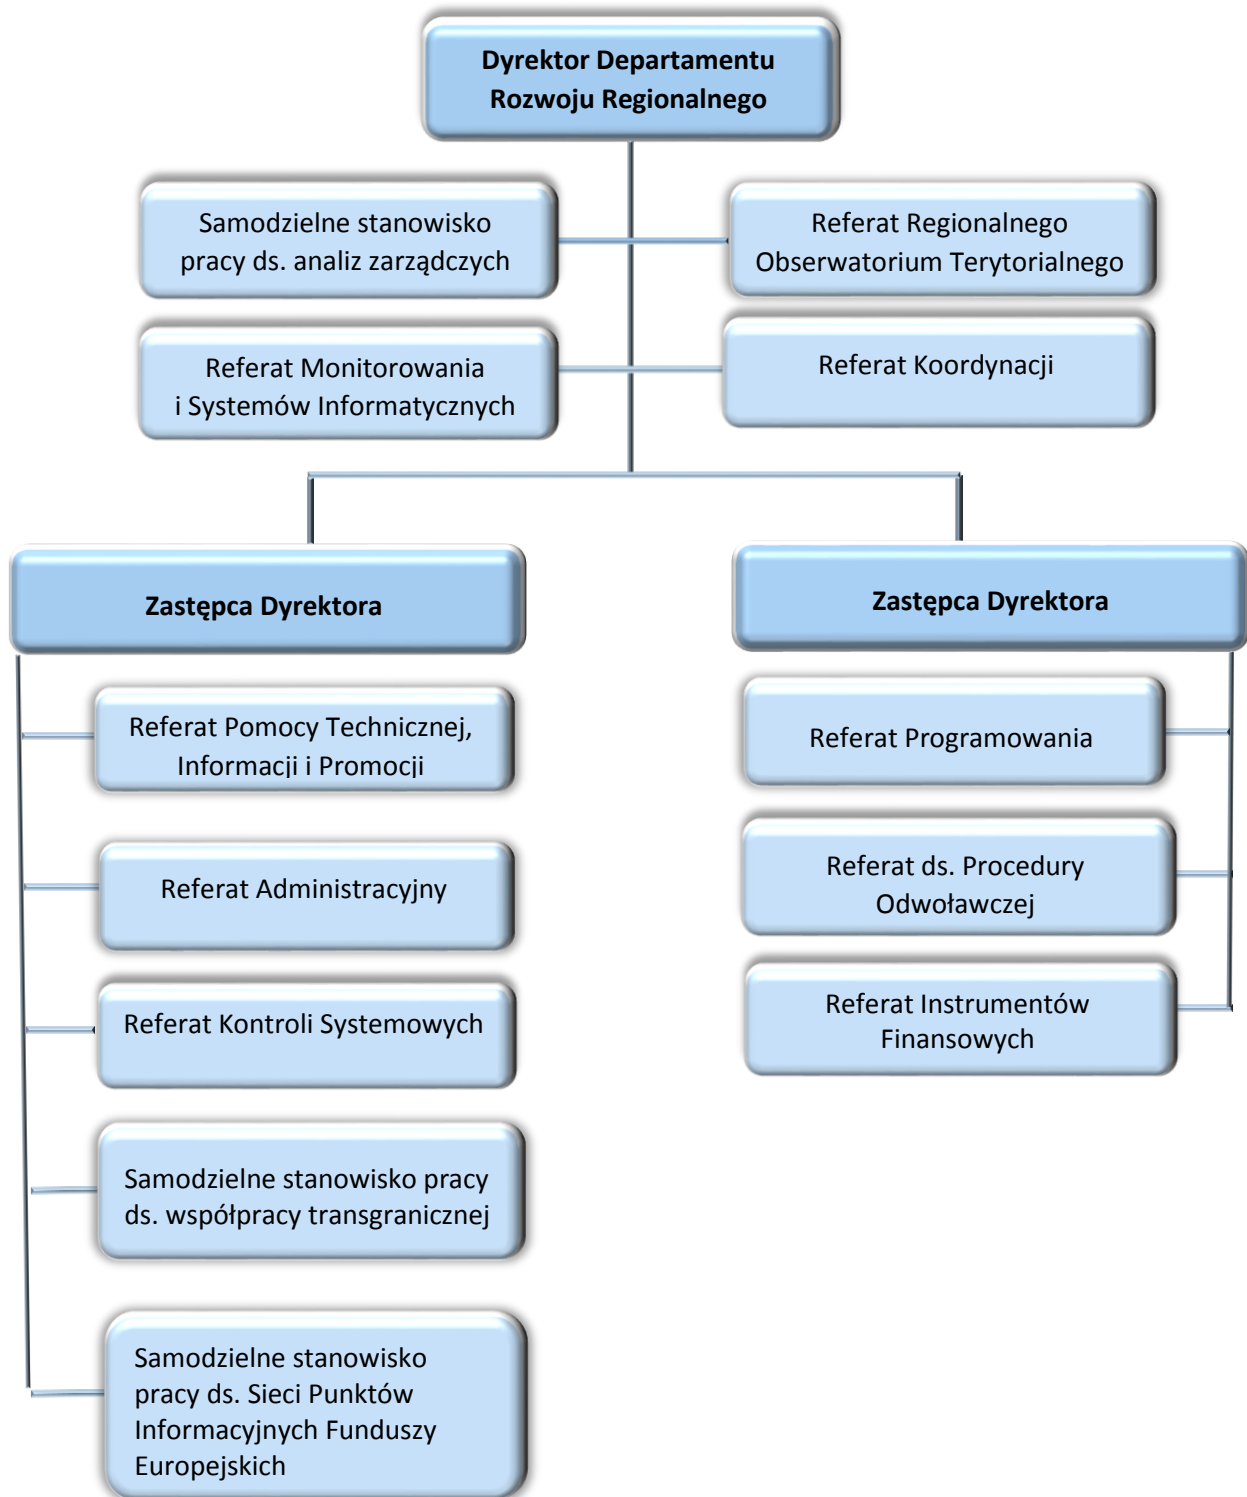 Dyrektor Departamentu
Rozwoju Regionalnego
Samodzielne stanowisko
pracy ds. analiz zarządczych
Referat Regionalnego
Obserwatorium Terytorialnego
Referat Monitorowania
i Systemów Informatycznych
Referat Koordynacji
Zastępca Dyrektora
Zastępca Dyrektora
Referat Pomocy Technicznej,
Informacji i Promocji
Referat Administracyjny
Referat Kontroli Systemowych
Samodzielne stanowisko pracy
ds. współpracy transgranicznej
Samodzielne stanowisko
pracy ds. Sieci Punktów
Informacyjnych Funduszy
Europejskich
Referat Programowania
Referat ds. Procedury
Odwoławczej
Referat Instrumentów
Finansowych